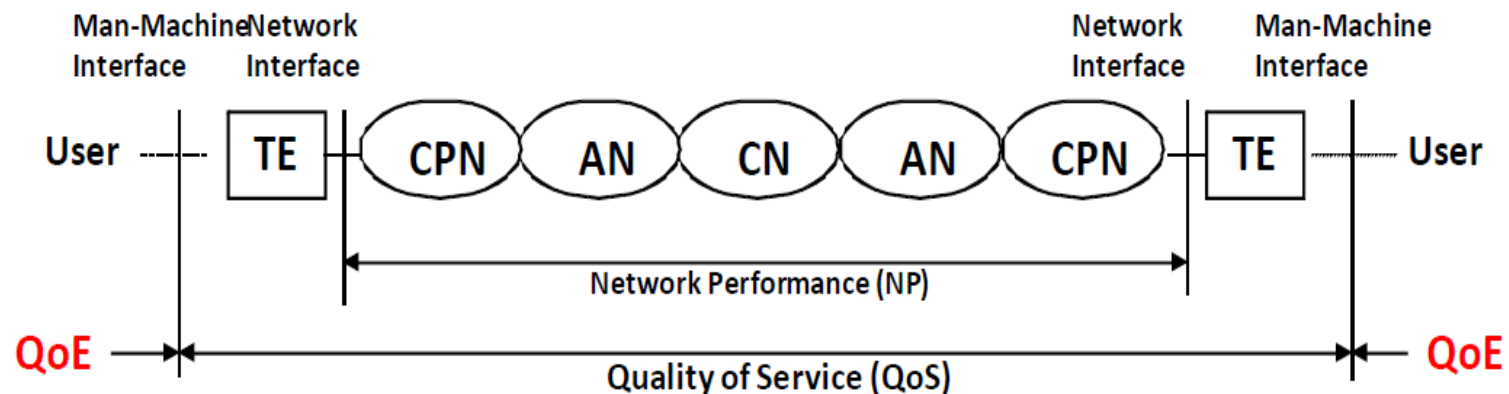 Man-Machine Network Network Man-Machine
Interface Interface Interface Interface
User TE CPN AN CN AN CPN TE User
Network Performance (NP)
QoE QoE
Quality of Service (QoS)